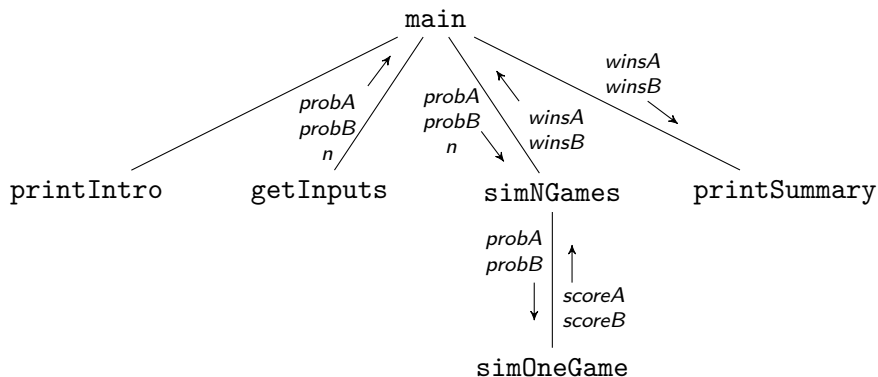 main
winsA
winsB
probA
probB
n
probA
probB
n
winsA
winsB
printIntro
getInputs
simNGames
printSummary
probA
probB
scoreA
scoreB
simOneGame